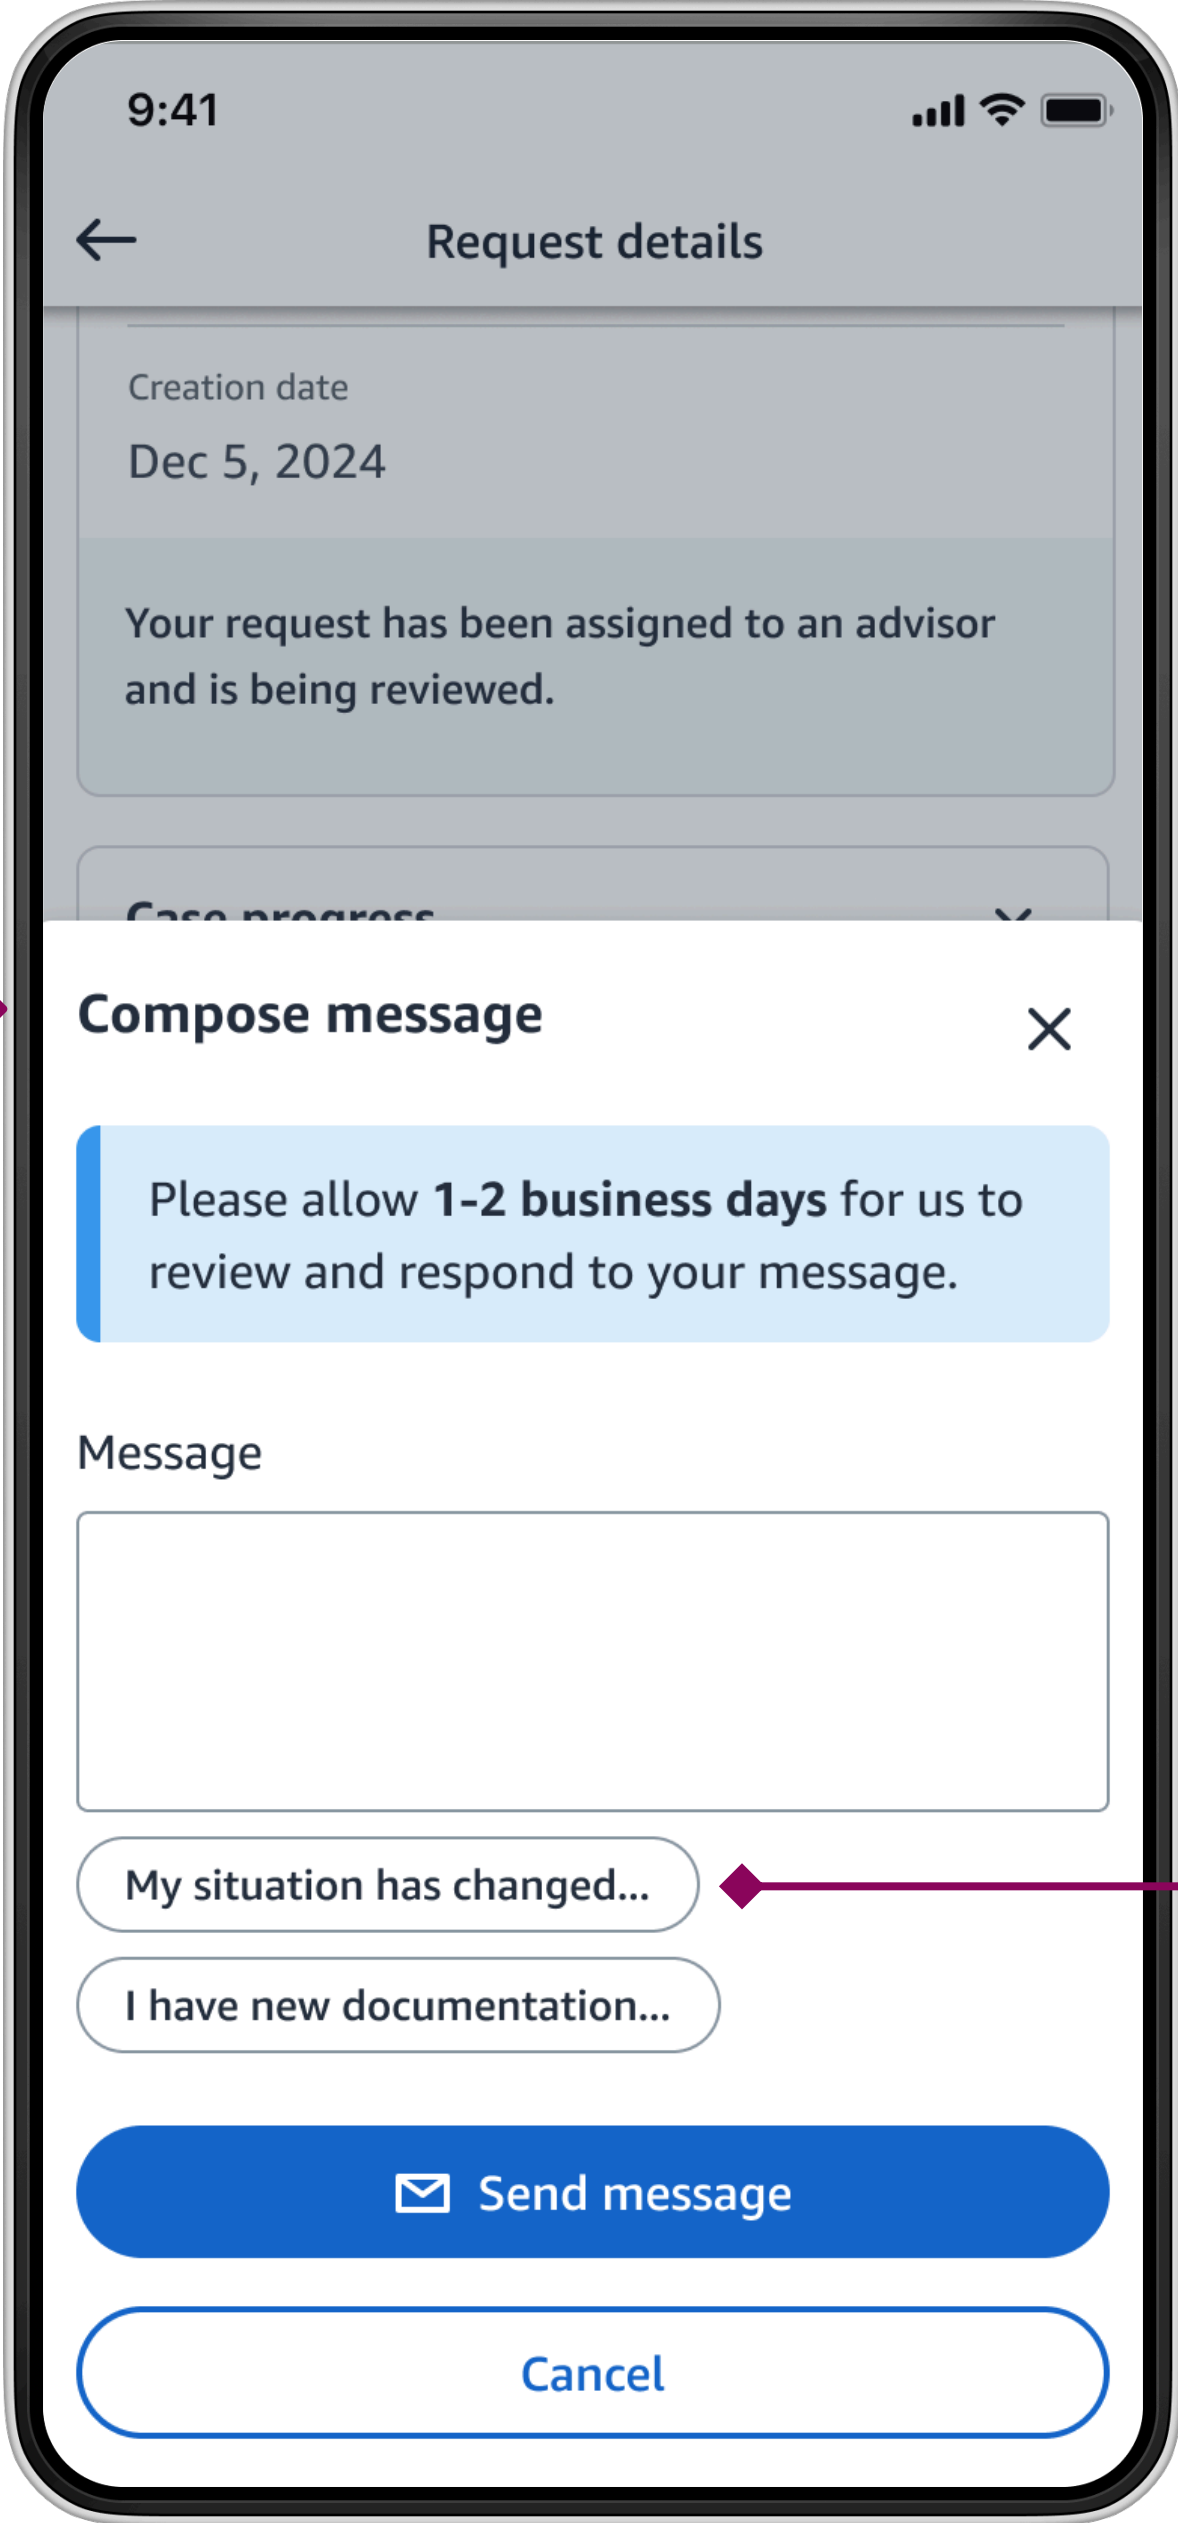 9:41
Request details
Creation date
Dec 5, 2024
Your request has been assigned to an advisor
and is being reviewed.
Case progress
Compose message
Please allow 1-2 business days for us to
review and respond to your message.
Message
My situation has changed...
I have new documentation...
Send message
Cancel